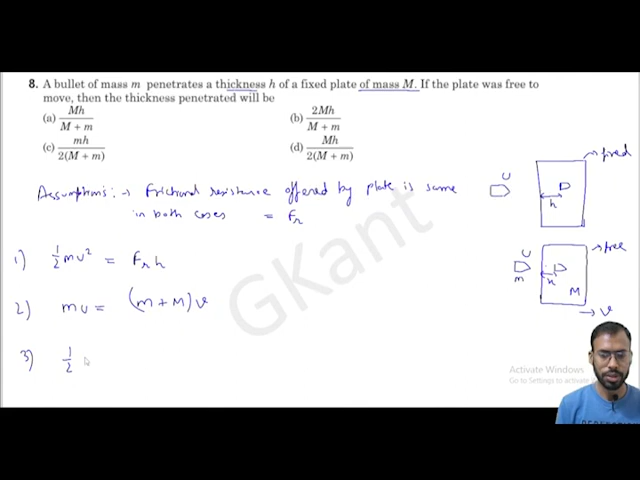 8. A bullet of mass m penetrates a thickness h of a fixed plate of mass M. If the plate was free to
move, then the thickness penetrated will be
(a) Mh/(M + m) (b) 2Mh/(M + m)
(c) mh/2(M + m) (d) Mh/2(M + m)
Assumptions: → Frictional resistance offered by plate is same
in both cases = Fr
1) 1/2 mu² = Fr h
2) mu = (m + M) v
3) 1/2
u → fixed
h
u → free
m x M
→ v
GKant
Activate Windows
Go to Settings to activate